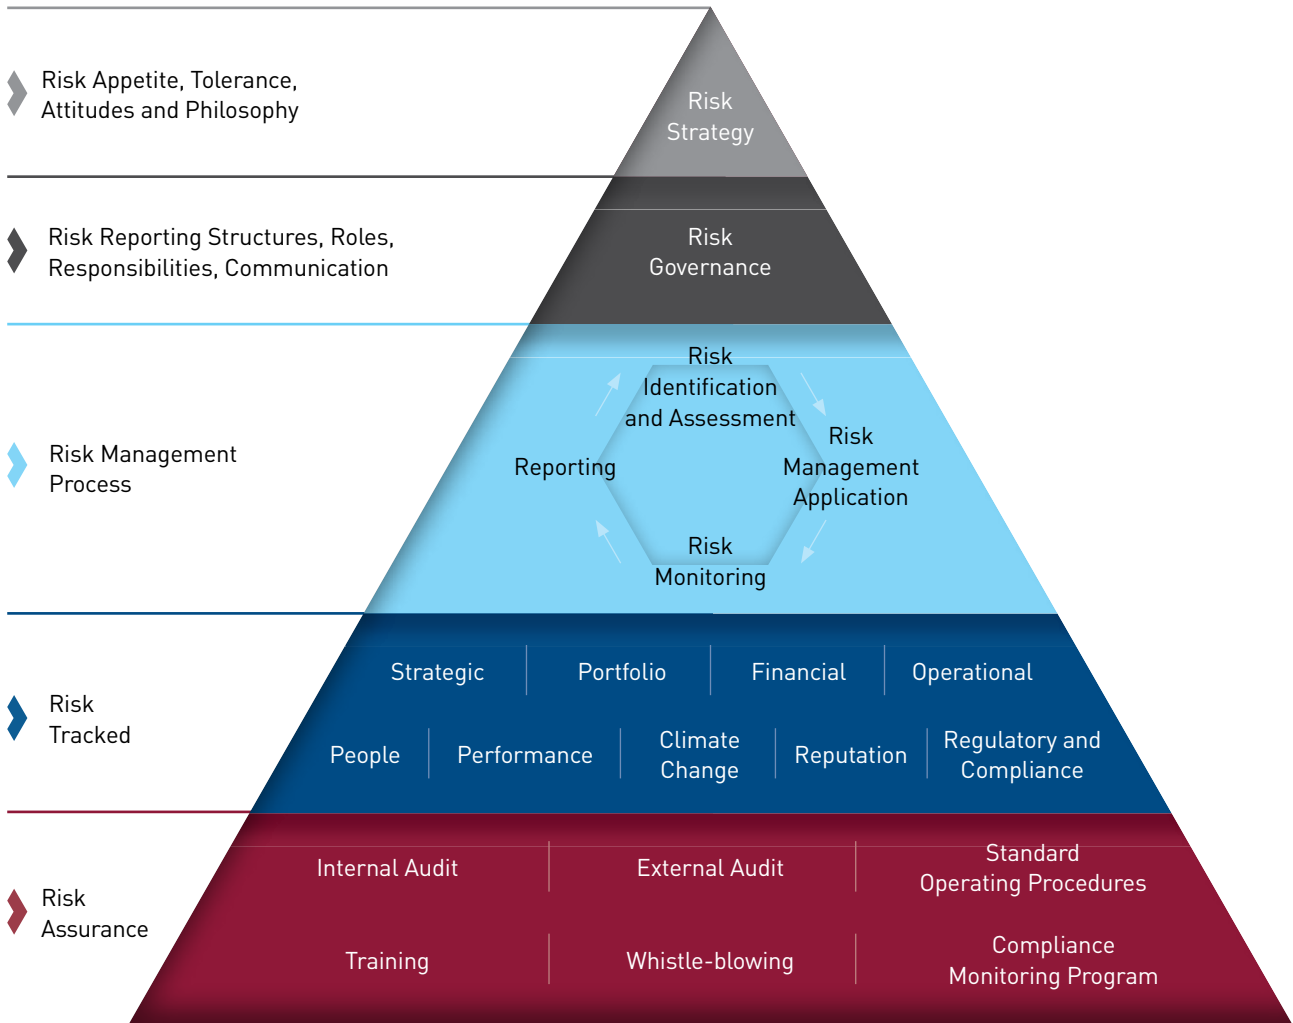 Risk Appetite, Tolerance,
Attitudes and Philosophy
Risk
Strategy
Risk Reporting Structures, Roles,
Responsibilities, Communication
Risk
Governance
Risk Management
Process
Risk
Identification
and Assessment
Risk
Management
Application
Reporting
Risk
Monitoring
Risk
Tracked
Strategic
Portfolio
Financial
Operational
People
Performance
Climate
Change
Reputation
Regulatory and
Compliance
Risk
Assurance
Internal Audit
External Audit
Standard
Operating Procedures
Training
Whistle-blowing
Compliance
Monitoring Program